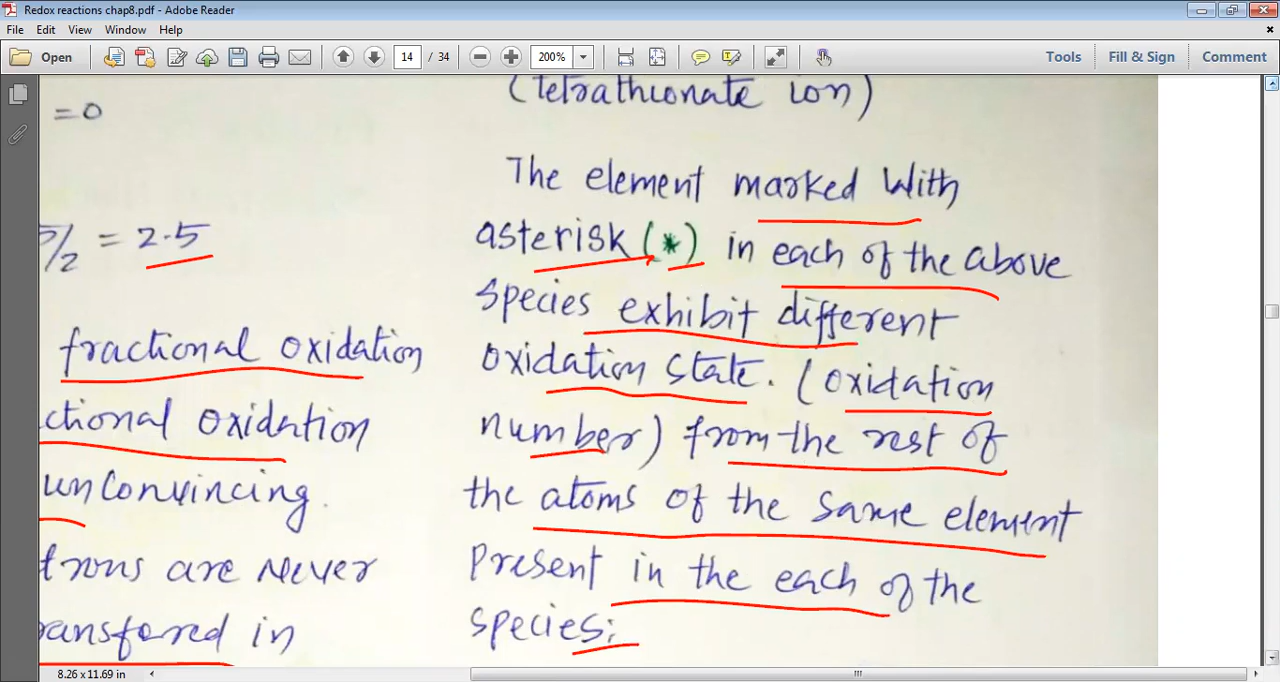 Redox reactions chap8.pdf - Adobe Reader
File Edit View Window Help
Open 14 / 34 200% Tools Fill & Sign Comment
=0
5/2 = 2.5
fractional oxidation
ctional oxidation
unconvincing.
trons are never
ransfored in
(Tetrathionate ion)
The element marked with
asterisk (*) in each of the above
species exhibit different
oxidation state. (oxidation
number) from the rest of
the atoms of the same element
Present in the each of the
species:
8.26 x 11.69 in